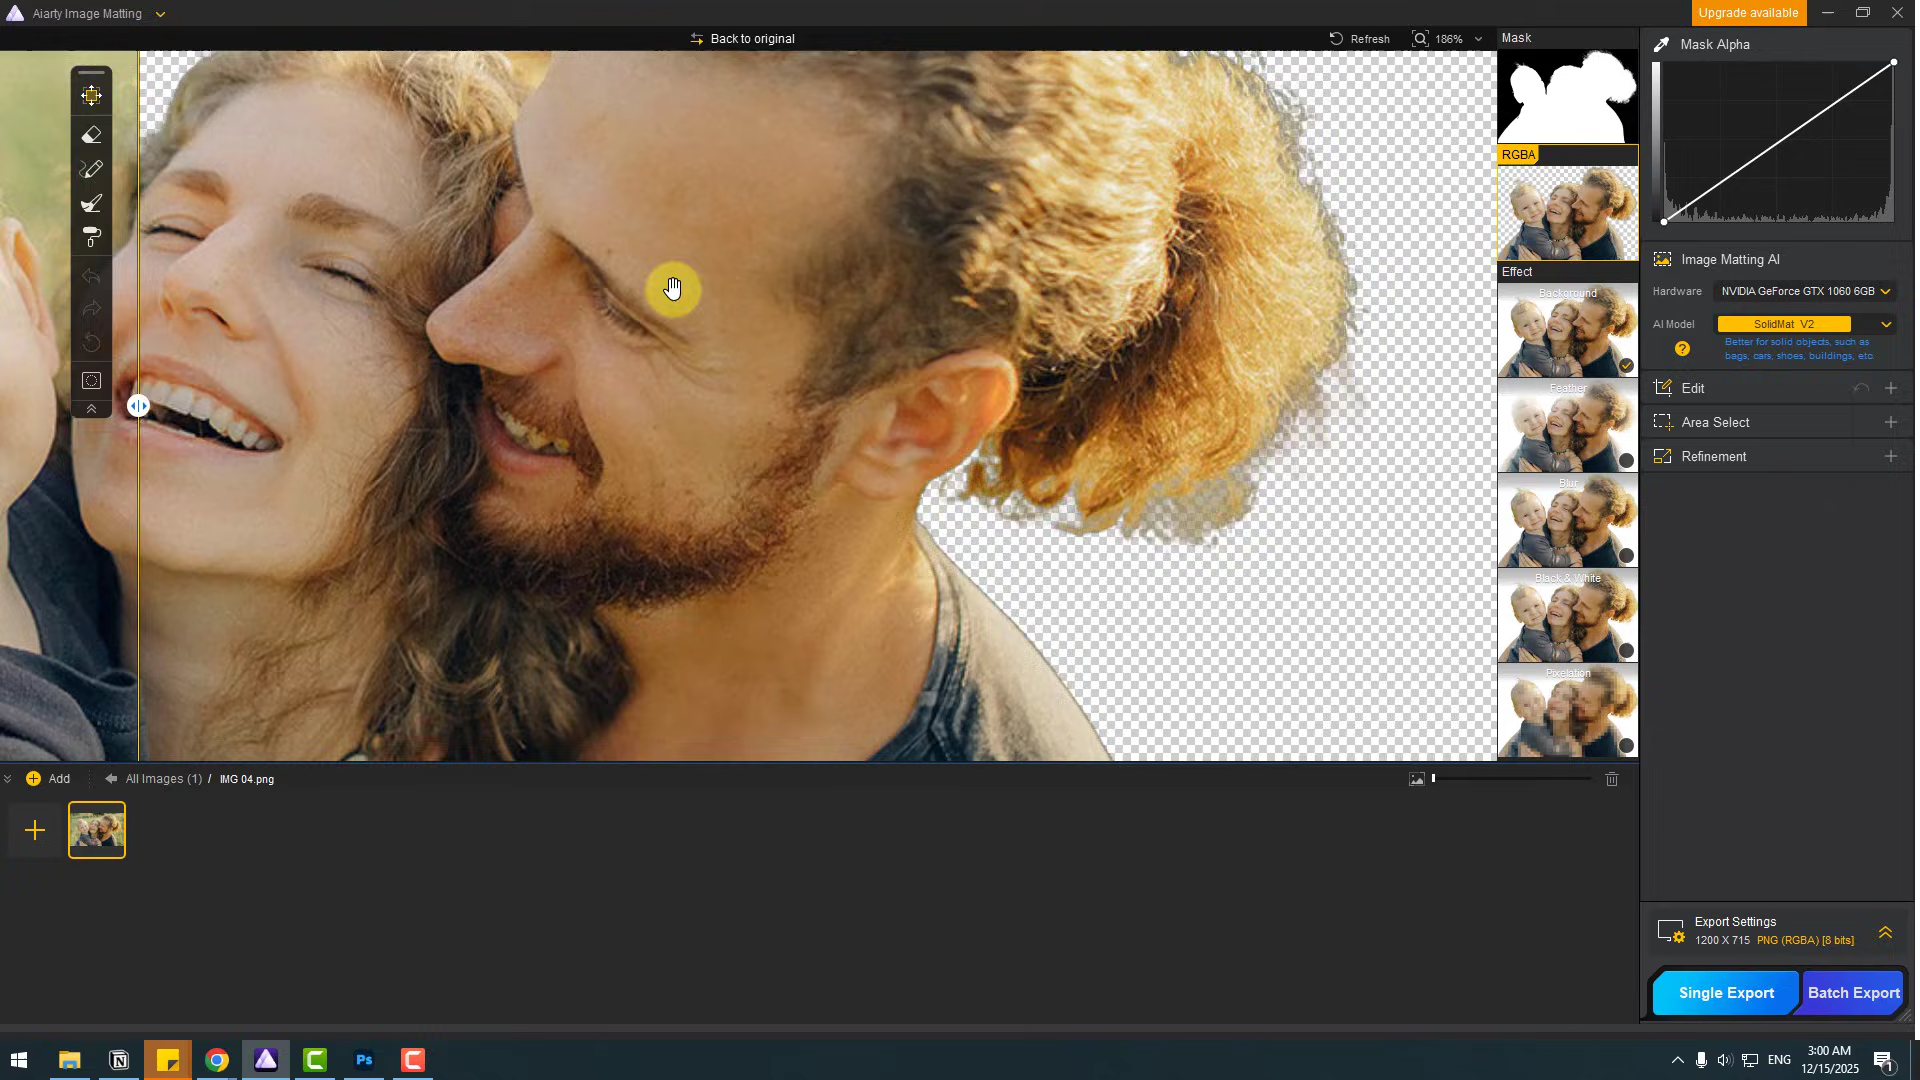 Aiarty Image Matting
Upgrade available
Back to original
Refresh
186%
Mask
RGBA
Effect
Background
Feather
Blur
Black & White
Pixelation
Mask Alpha
Image Matting AI
Hardware
NVIDIA GeForce GTX 1060 6GB
AI Model
SolidMat V2
?
Better for solid objects, such as
bags, cars, shoes, buildings, etc
Edit
Area Select
Refinement
Add
All Images (1) / IMG 04.png
Export Settings
1200 X 715 PNG (RGBA) [8 bits]
Single Export
Batch Export
Ps
ENG
3:00 AM
12/15/2025
1